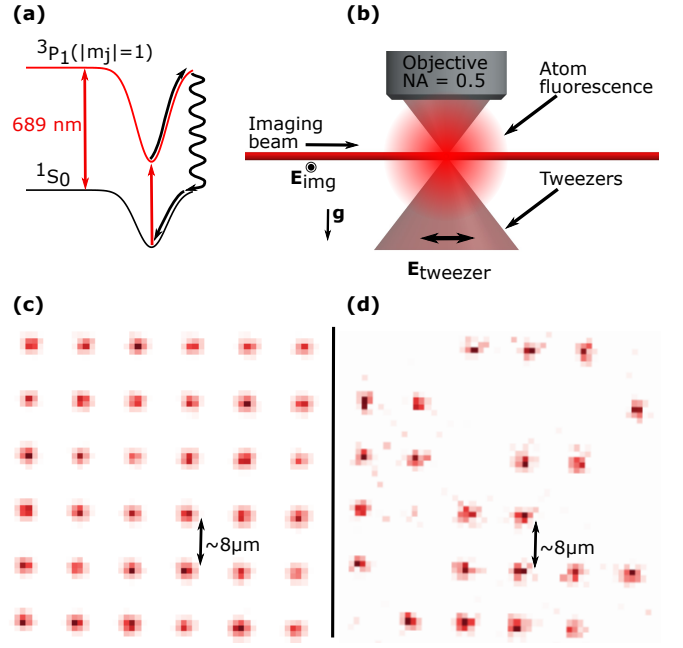 (a)
³P₁(|mⱼ|=1)
689 nm
¹S₀
(b)
Objective
NA = 0.5
Atom
fluorescence
Imaging
beam
E_img
g
Tweezers
E_tweezer
(c)
~8µm
(d)
~8µm